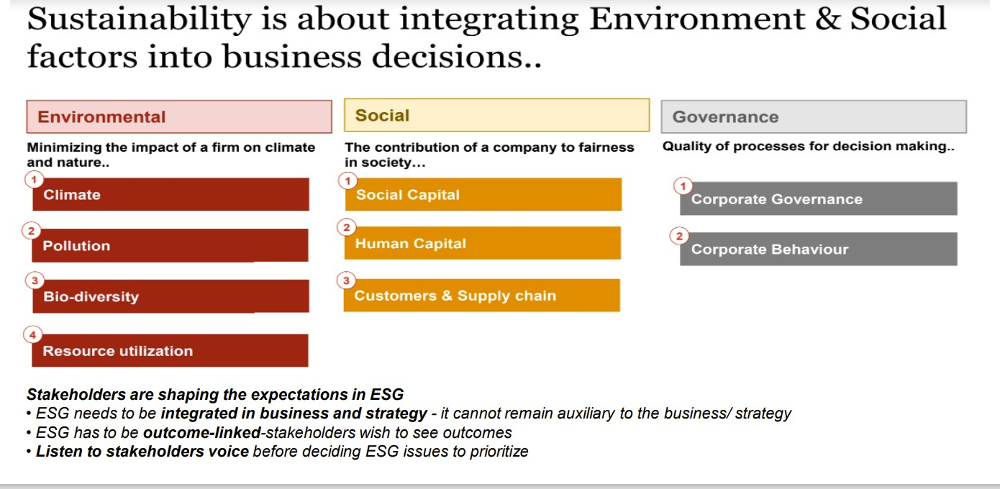 Sustainability is about integrating Environment & Social
factors into business decisions..
Environmental
Minimizing the impact of a firm on climate
and nature..
1
Climate
2
Pollution
3
Bio-diversity
4
Resource utilization
Social
The contribution of a company to fairness
in society...
1
Social Capital
2
Human Capital
3
Customers & Supply chain
Governance
Quality of processes for decision making..
1
Corporate Governance
2
Corporate Behaviour
Stakeholders are shaping the expectations in ESG
• ESG needs to be integrated in business and strategy - it cannot remain auxiliary to the business/ strategy
• ESG has to be outcome-linked-stakeholders wish to see outcomes
• Listen to stakeholders voice before deciding ESG issues to prioritize